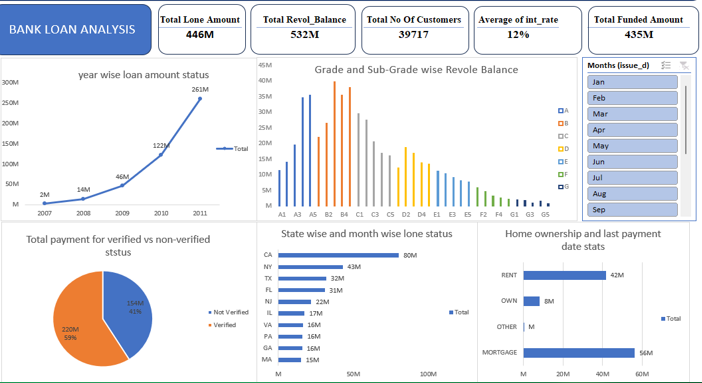 BANK LOAN ANALYSIS
Total Lone Amount
446M
Total Revol_Balance
532M
Total No Of Customers
39717
Average of int_rate
12%
Total Funded Amount
435M
year wise loan amount status
300M
250M
200M
150M
100M
50M
M
2M
14M
46M
122M
261M
2007 2008 2009 2010 2011
Total
Grade and Sub-Grade wise Revole Balance
45M
40M
35M
30M
25M
20M
15M
10M
5M
M
A1 A3 A5 B2 B4 C1 C3 C5 D2 D4 E1 E3 E5 F2 F4 G1 G3 G5
A
B
C
D
E
F
G
Months (issue_d)
Jan
Feb
Mar
Apr
May
Jun
Jul
Aug
Sep
Total payment for verified vs non-verified
ststus
164M
41%
220M
59%
Not Verified
Verified
State wise and month wise lone status
CA 80M
NY 43M
TX 32M
FL 31M
NJ 22M
IL 17M
VA 16M
PA 16M
GA 16M
MA 15M
M 50M 100M
Total
Home ownership and last payment
date stats
RENT 42M
OWN 8M
OTHER M
MORTGAGE 56M
M 20M 40M 60M
Total